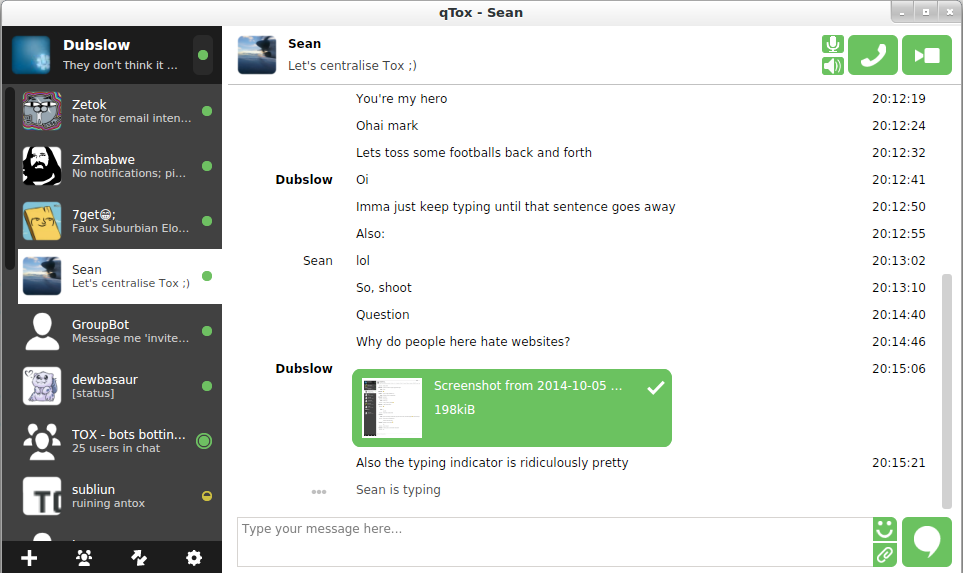 qTox - Sean
Dubslow
They don't think it ...
Zetok
hate for email inten...
Zimbabwe
No notifications; pi...
7get😁;
Faux Suburbian Elo...
Sean
Let's centralise Tox ;)
GroupBot
Message me 'invite...
dewbasaur
[status]
TOX - bots bottin...
25 users in chat
subliun
ruining antox
Sean
Let's centralise Tox ;)
You're my hero 20:12:19
Ohai mark 20:12:24
Lets toss some footballs back and forth 20:12:32
Dubslow Oi 20:12:41
Imma just keep typing until that sentence goes away 20:12:50
Also: 20:12:55
Sean lol 20:13:02
So, shoot 20:13:10
Question 20:14:40
Why do people here hate websites? 20:14:46
Dubslow 20:15:06
Screenshot from 2014-10-05 ...
198kiB
Also the typing indicator is ridiculously pretty 20:15:21
Sean is typing
Type your message here...